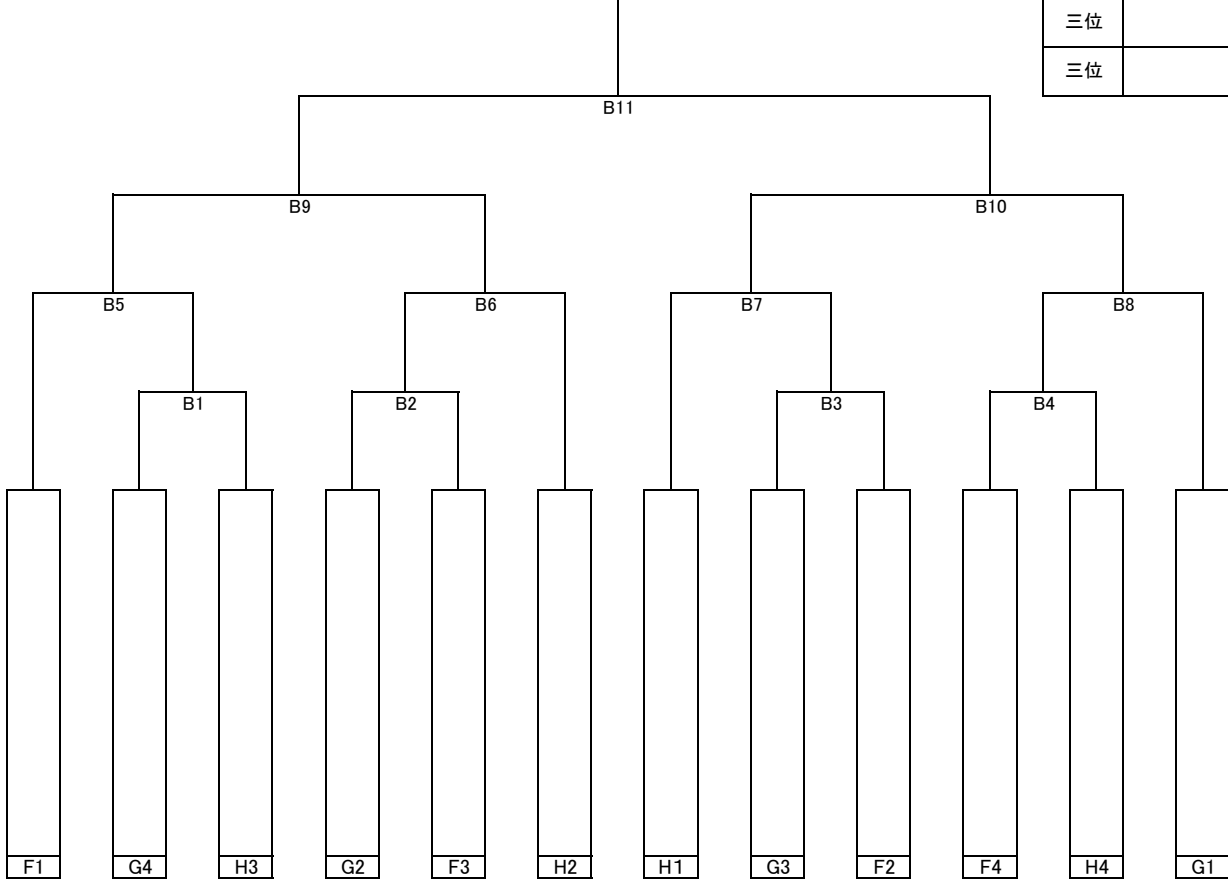 三位
三位
B11
B9 B10
B5 B6 B7 B8
B1 B2 B3 B4
F1 G4 H3 G2 F3 H2 H1 G3 F2 F4 H4 G1